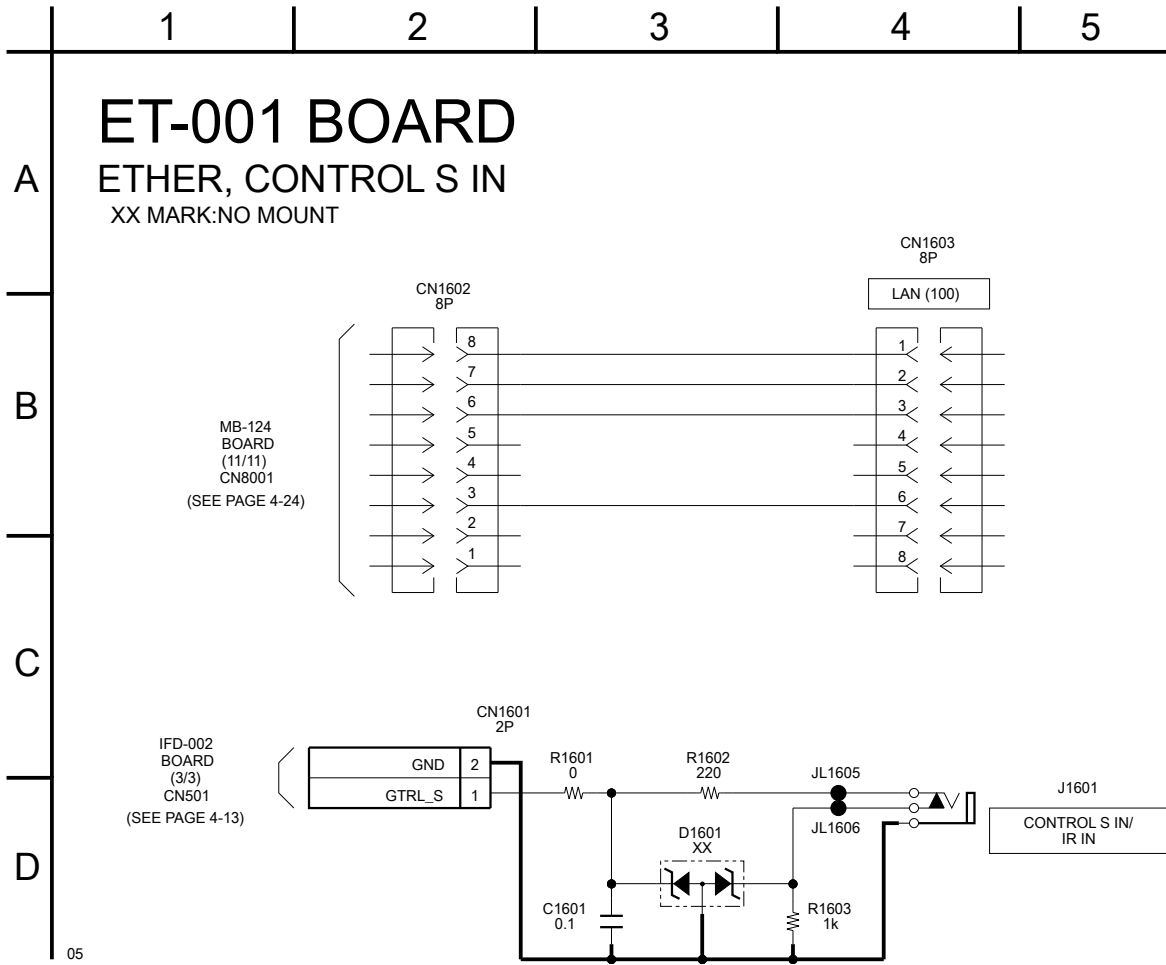 1 2 3 4 5
A
ET-001 BOARD
ETHER, CONTROL S IN
XX MARK:NO MOUNT
CN1603
8P
LAN (100)
CN1602
8P
B
8 1
7 2
6 3
5 4
4 5
3 6
2 7
1 8
MB-124
BOARD
(11/11)
CN8001
(SEE PAGE 4-24)
C
CN1601
2P
IFD-002
BOARD
(3/3)
CN501
(SEE PAGE 4-13)
GND 2
GTRL_S 1
R1601
0
R1602
220
JL1605
JL1606
J1601
CONTROL S IN/
IR IN
D
D1601
XX
C1601
0.1
R1603
1k
05